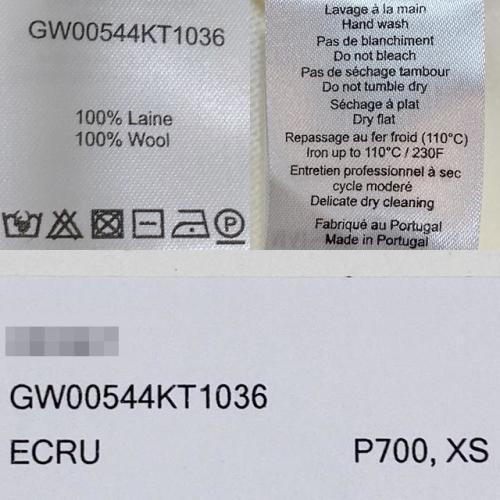 GW00544KT1036
100% Laine
100% Wool
Lavage à la main
Hand wash
Pas de blanchiment
Do not bleach
Pas de séchage tambour
Do not tumble dry
Séchage à plat
Dry flat
Repassage au fer froid (110°C)
Iron up to 110°C / 230F
Entretien professionnel à sec
cycle moderé
Delicate dry cleaning
Fabriqué au Portugal
Made in Portugal
P
GW00544KT1036
ECRU P700, XS